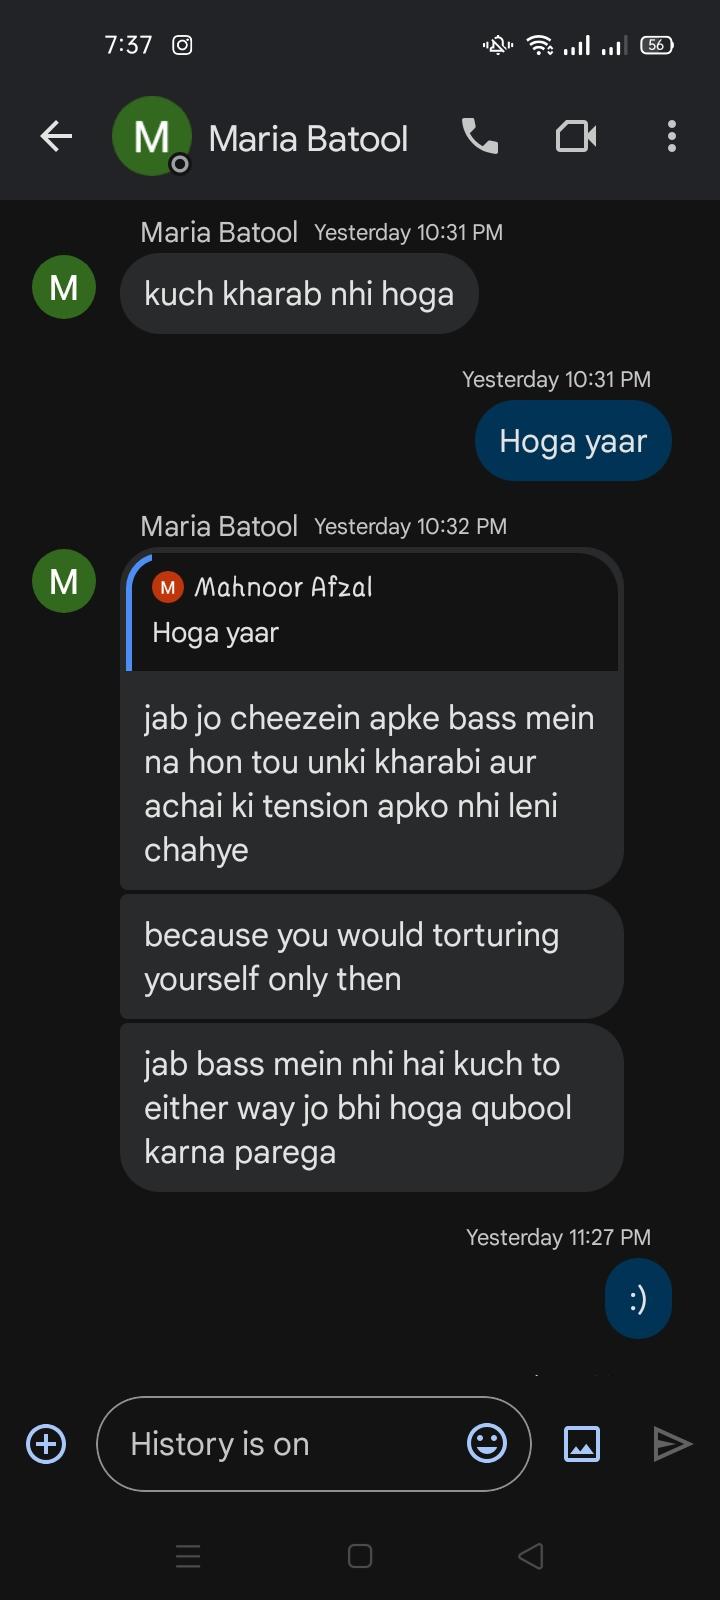 7:37
56
M Maria Batool
Maria Batool Yesterday 10:31 PM
M
kuch kharab nhi hoga
Yesterday 10:31 PM
Hoga yaar
Maria Batool Yesterday 10:32 PM
M
M Mahnoor Afzal
Hoga yaar
jab jo cheezein apke bass mein
na hon tou unki kharabi aur
achai ki tension apko nhi leni
chahye
because you would torturing
yourself only then
jab bass mein nhi hai kuch to
either way jo bhi hoga qubool
karna parega
Yesterday 11:27 PM
:)
History is on